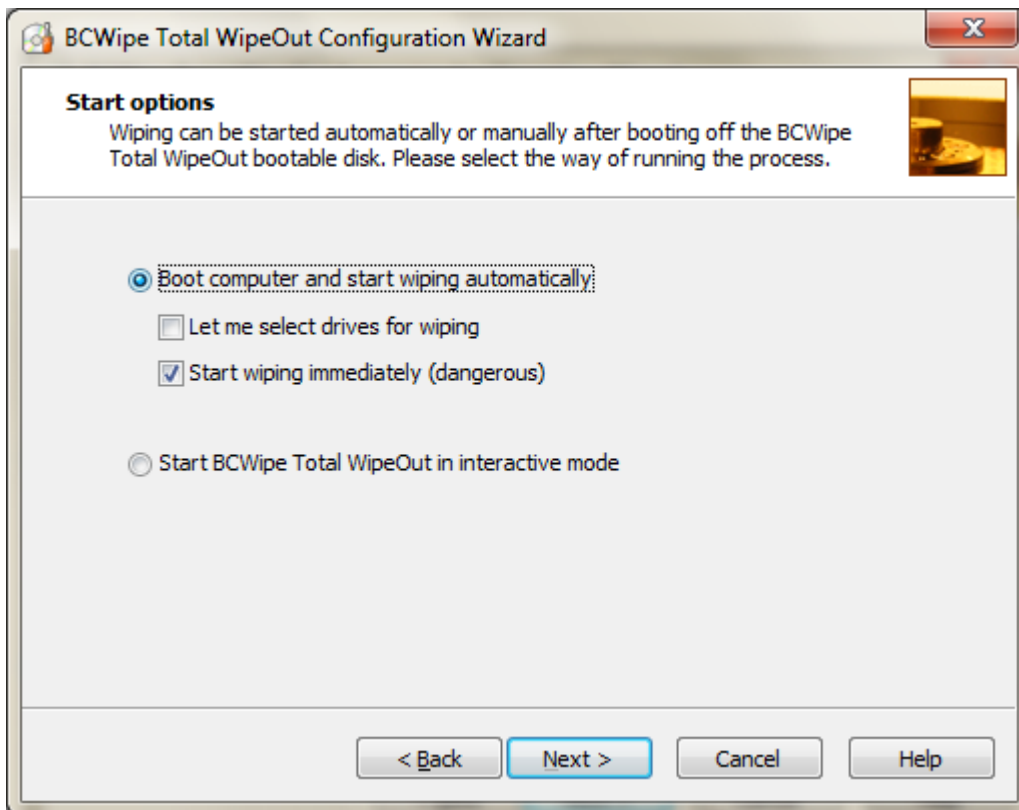 BCWipe Total WipeOut Configuration Wizard
Start options
Wiping can be started automatically or manually after booting off the BCWipe
Total WipeOut bootable disk. Please select the way of running the process.
Boot computer and start wiping automatically
Let me select drives for wiping
Start wiping immediately (dangerous)
Start BCWipe Total WipeOut in interactive mode
< Back Next > Cancel Help